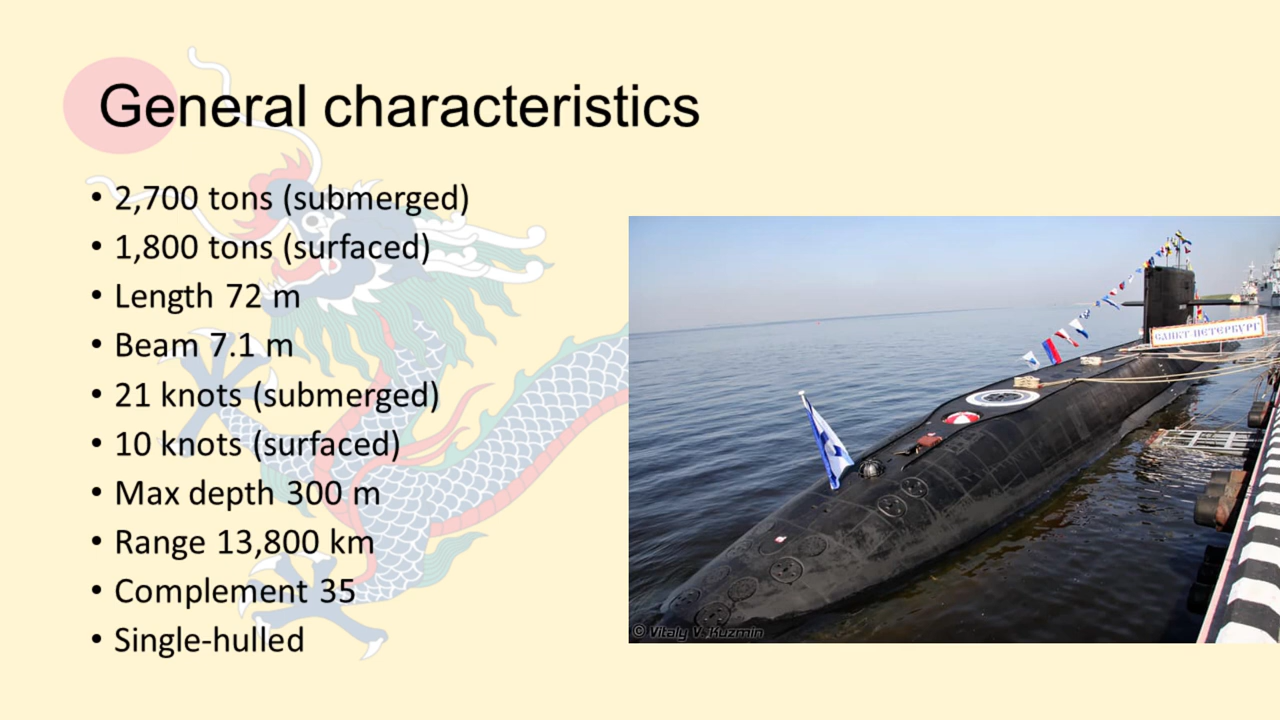 General characteristics
• 2,700 tons (submerged)
• 1,800 tons (surfaced)
• Length 72 m
• Beam 7.1 m
• 21 knots (submerged)
• 10 knots (surfaced)
• Max depth 300 m
• Range 13,800 km
• Complement 35
• Single-hulled
САНКТ-ПЕТЕРБУРГ
© Vitaly V. Kuzmin